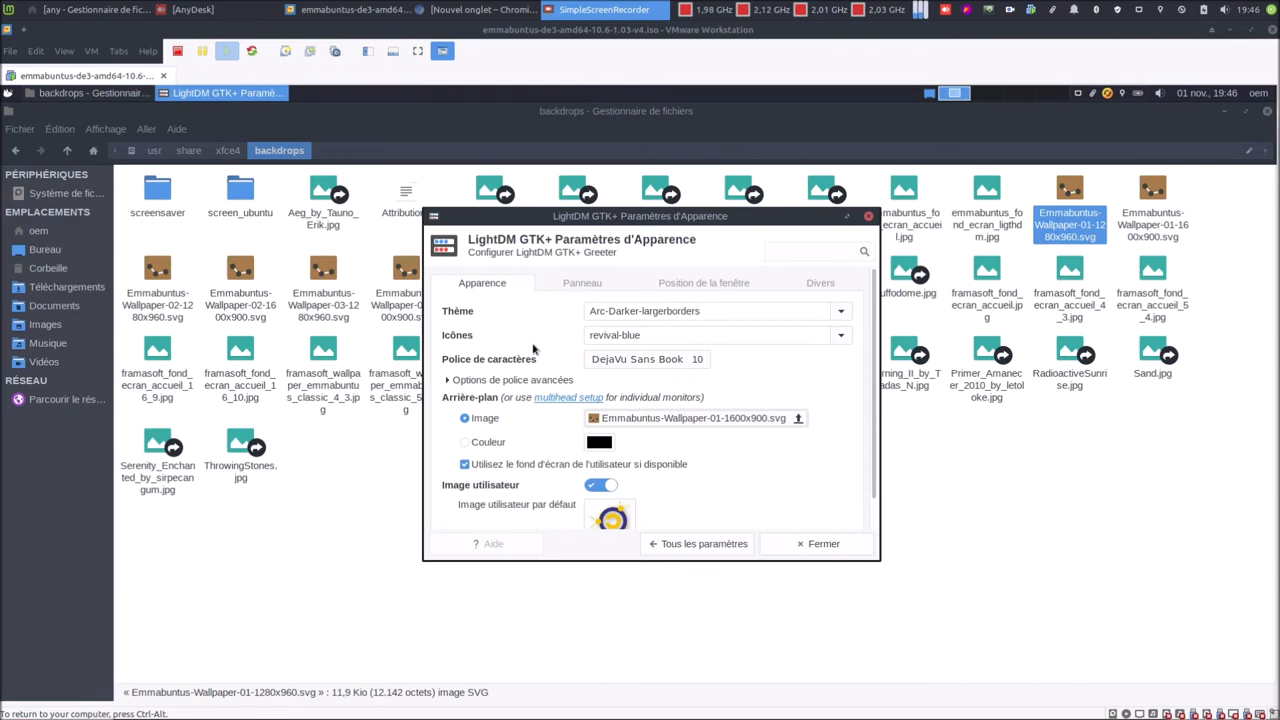 [any - Gestionnaire de fichi...
[AnyDesk]
emmabuntus-de3-amd64...
[Nouvel onglet - Chromi...
SimpleScreenRecorder
1,98 GHz
2,12 GHz
2,01 GHz
2,03 GHz
19:46
emmabuntus-de3-amd64-10.6-1.03-v4.iso - VMware Workstation
File Edit View VM Tabs Help
emmabuntus-de3-amd64-10.6-...
backdrops - Gestionnair...
LightDM GTK+ Paramè...
01 nov., 19:46 oem
backdrops - Gestionnaire de fichiers
Fichier Édition Affichage Aller Aide
usr share xfce4 backdrops
PÉRIPHÉRIQUES
Système de fic...
EMPLACEMENTS
oem
Bureau
Corbeille
Téléchargements
Documents
Images
Musique
Vidéos
RÉSEAU
Parcourir le rés...
screensaver
screen_ubuntu
Aeg_by_Tauno_
Erik.jpg
Attribution
Emmabuntus-
Wallpaper-01-12
80x960.svg
Emmabuntus-
Wallpaper-01-16
00x900.svg
Emmabuntus-
Wallpaper-02-12
80x960.svg
Emmabuntus-
Wallpaper-02-16
00x900.svg
Emmabuntus-
Wallpaper-03-12
80x960.svg
framasoft_fond_
ecran_accueil_4
_3.jpg
framasoft_fond_
ecran_accueil_5
_4.jpg
framasoft_fond_
ecran_accueil_1
6_9.jpg
framasoft_fond_
ecran_accueil_1
6_10.jpg
framasoft_wallpa
per_emmabuntu
s_classic_4_3.jp
g
Primer_Amanec
er_2010_by_letol
oke.jpg
RadioactiveSunri
se.jpg
Sand.jpg
Serenity_Enchan
ted_by_sirpecan
gum.jpg
ThrowingStones.
jpg
LightDM GTK+ Paramètres d'Apparence
LightDM GTK+ Paramètres d'Apparence
Configurer LightDM GTK+ Greeter
Apparence Panneau Position de la fenêtre Divers
Thème Arc-Darker-largerborders
Icônes revival-blue
Police de caractères DejaVu Sans Book 10
Options de police avancées
Arrière-plan (or use multihead setup for individual monitors)
Image Emmabuntus-Wallpaper-01-1600x900.svg
Couleur
Utilisez le fond d'écran de l'utilisateur si disponible
Image utilisateur
Image utilisateur par défaut
? Aide Tous les paramètres Fermer
« Emmabuntus-Wallpaper-01-1280x960.svg » : 11,9 Kio (12.142 octets) image SVG
To return to your computer, press Ctrl-Alt.